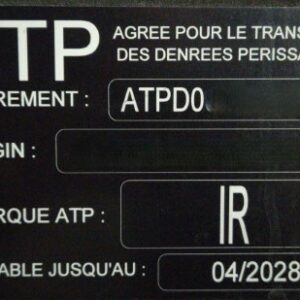 TP AGREE POUR LE TRANS
DES DENREES PERISSA
REMENT : ATPD0
GIN :
RQUE ATP : IR
ABLE JUSQU'AU : 04/2028